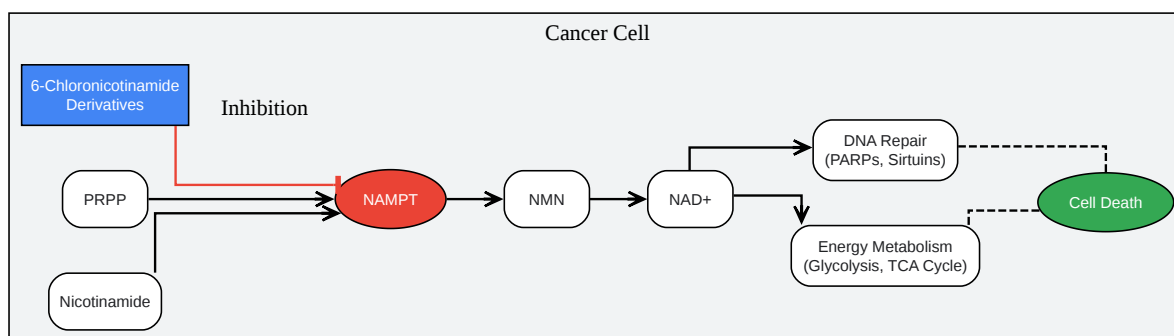 Cancer Cell
6-Chloronicotinamide
Derivatives
Inhibition
PRPP
Nicotinamide
NAMPT
NMN
NAD+
DNA Repair
(PARPs, Sirtuins)
Energy Metabolism
(Glycolysis, TCA Cycle)
Cell Death